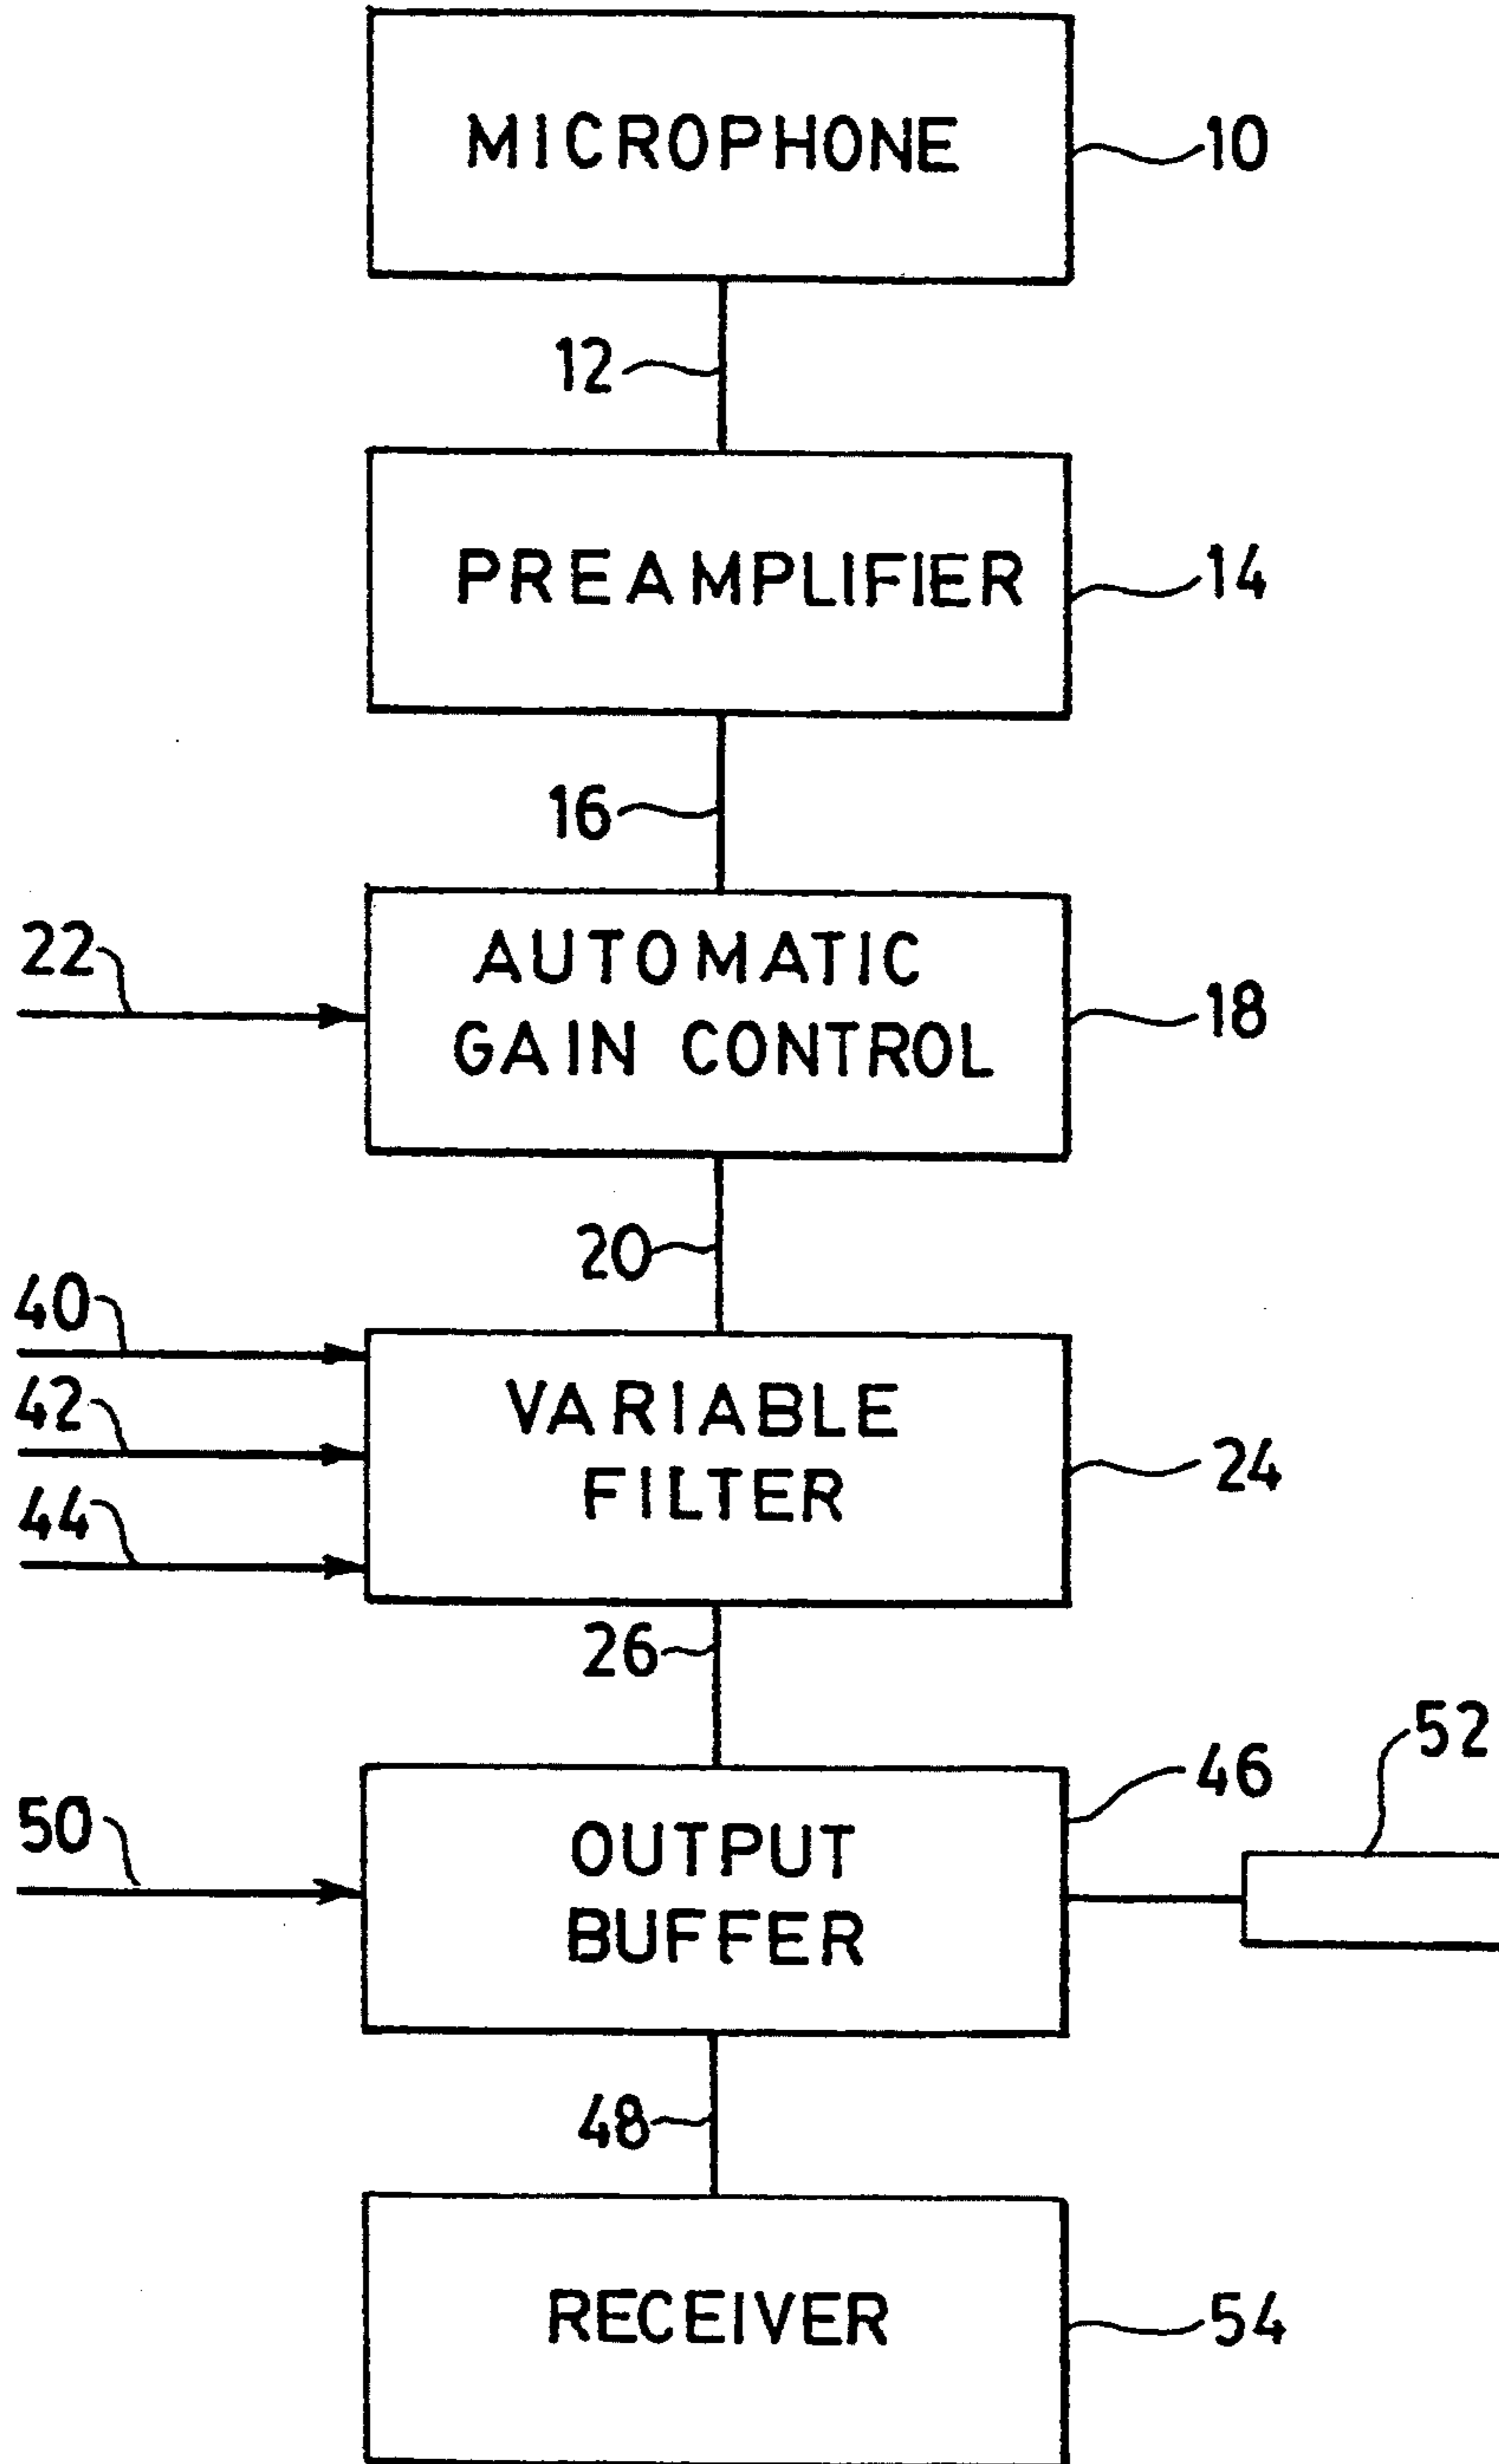 MICROPHONE
10
12
PREAMPLIFIER
14
16
22
AUTOMATIC
GAIN CONTROL
18
20
40
42
44
VARIABLE
FILTER
24
26
52
46
50
OUTPUT
BUFFER
48
RECEIVER
54